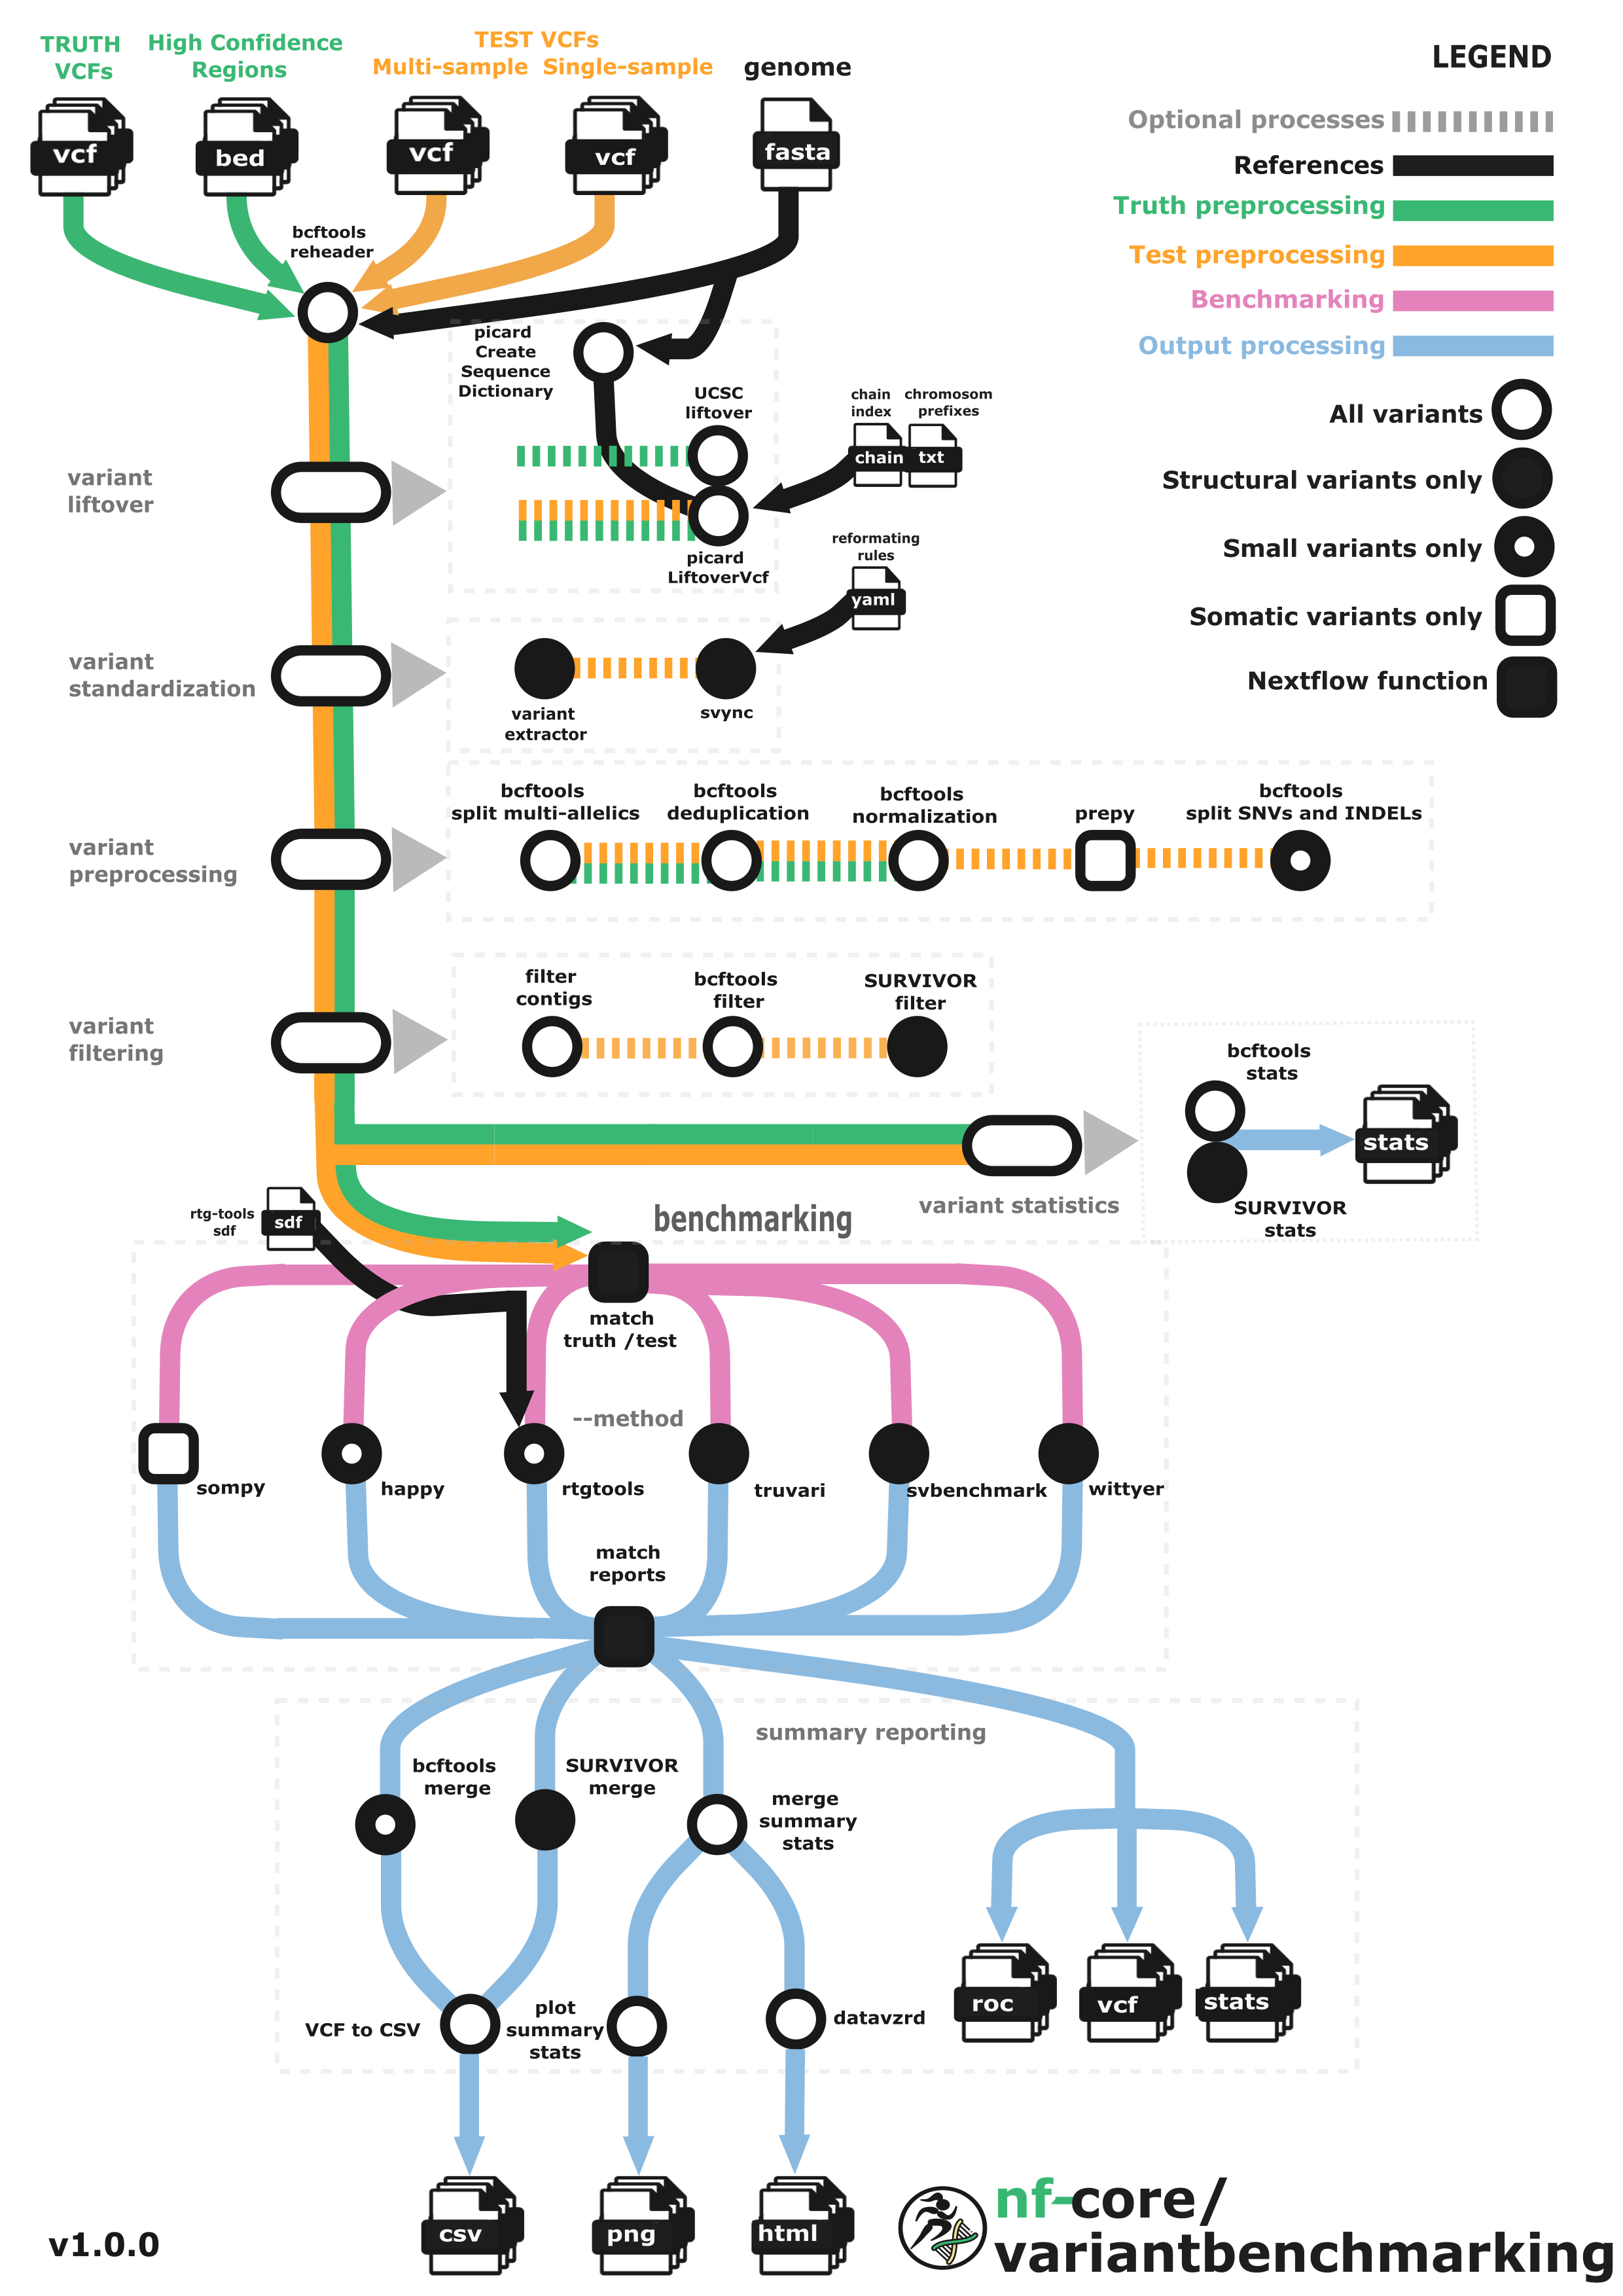 TRUTH
VCFs
High Confidence
Regions
TEST VCFs
Multi-sample Single-sample
genome
vcf
bed
vcf
vcf
fasta
LEGEND
Optional processes
References
Truth preprocessing
Test preprocessing
Benchmarking
Output processing
All variants
Structural variants only
Small variants only
Somatic variants only
Nextflow function
bcftools
reheader
picard
Create
Sequence
Dictionary
UCSC
liftover
chain
index
chromosom
prefixes
chain
txt
picard
LiftoverVcf
variant
liftover
reformating
rules
yaml
variant
standardization
variant
extractor
svync
variant
preprocessing
bcftools
split multi-allelics
bcftools
deduplication
bcftools
normalization
prepy
bcftools
split SNVs and INDELs
variant
filtering
filter
contigs
bcftools
filter
SURVIVOR
filter
variant statistics
bcftools
stats
stats
SURVIVOR
stats
rtg-tools
sdf
sdf
benchmarking
match
truth /test
--method
sompy
happy
rtgtools
truvari
svbenchmark
wittyer
match
reports
summary reporting
bcftools
merge
SURVIVOR
merge
merge
summary
stats
VCF to CSV
plot
summary
stats
datavzrd
roc
vcf
stats
csv
png
html
v1.0.0
nf-core/
variantbenchmarking